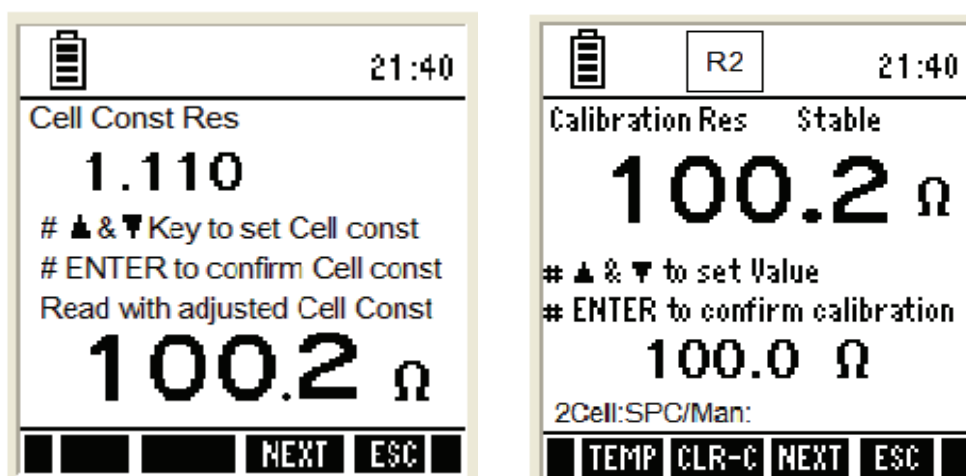 21:40
Cell Const Res
1.110
# ▲ & ▼ Key to set Cell const
# ENTER to confirm Cell const
Read with adjusted Cell Const
100.2 Ω
NEXT ESC
R2 21:40
Calibration Res Stable
100.2 Ω
# ▲ & ▼ to set Value
# ENTER to confirm calibration
100.0 Ω
2Cell:SPC/Man:
TEMP CLR-C NEXT ESC